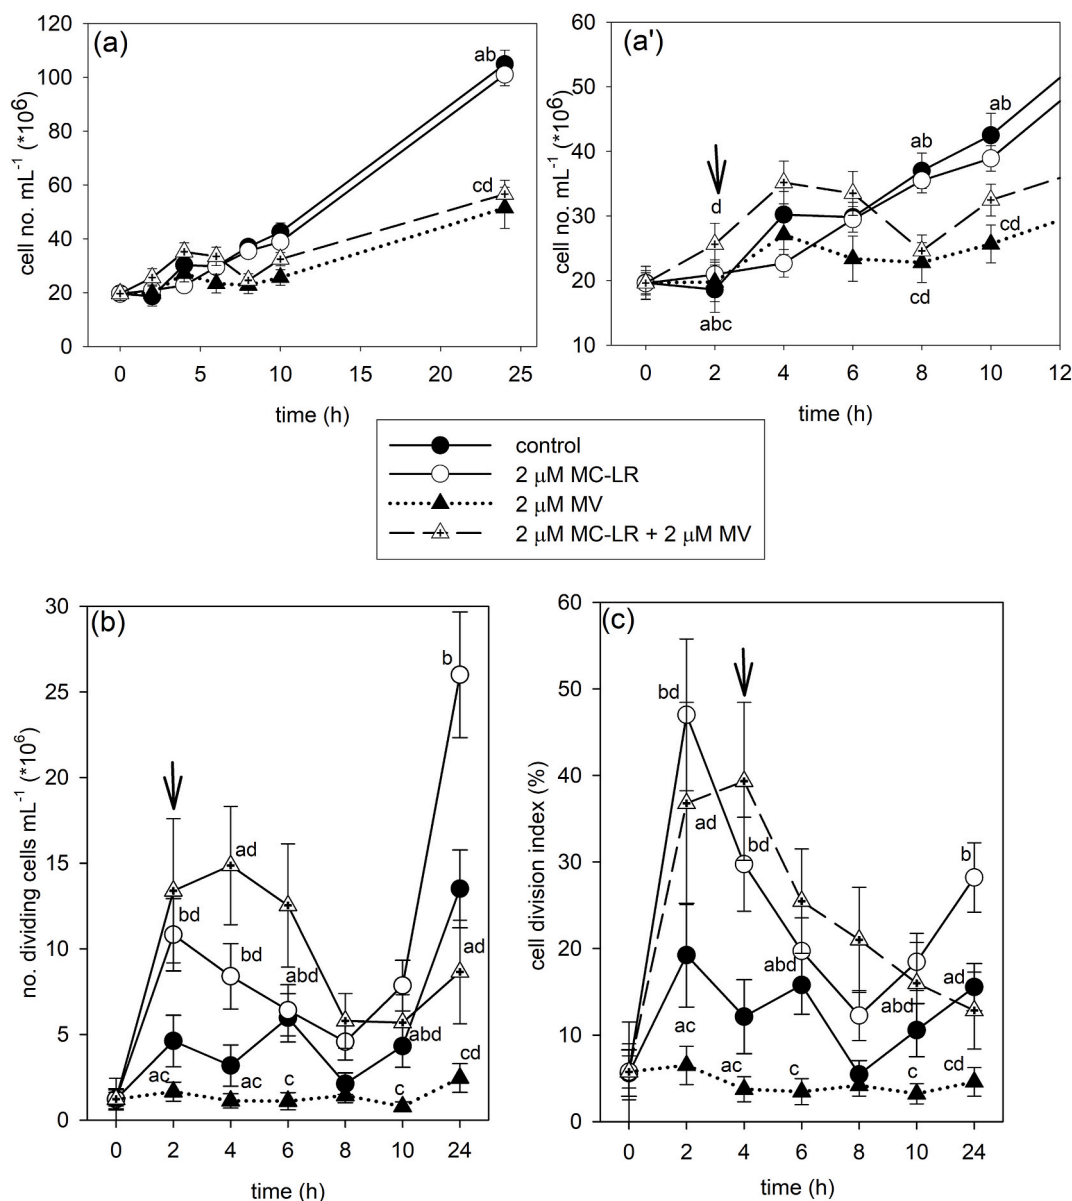 (a)
120
100
80
60
40
20
0
cell no. mL⁻¹ (*10⁶)
ab
cd
0 5 10 15 20 25
time (h)
(a')
60
50
40
30
20
10
cell no. mL⁻¹ (*10⁶)
d
abc
ab
ab
cd
cd
0 2 4 6 8 10 12
time (h)
control
2 μM MC-LR
2 μM MV
2 μM MC-LR + 2 μM MV
(b)
30
25
20
15
10
5
0
no. dividing cells mL⁻¹ (*10⁶)
b
ad
bd
bd
abd
ad
abd
ac
ac
c
c
cd
0 2 4 6 8 10 24
time (h)
(c)
60
50
40
30
20
10
0
cell division index (%)
bd
ad
bd
b
abd
ad
abd
ac
ac
c
c
cd
0 2 4 6 8 10 24
time (h)